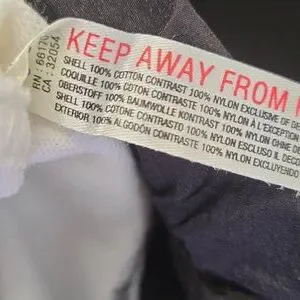 RN : 66170
CA : 32054
KEEP AWAY FROM
SHELL 100% COTTON CONTRAST 100% NYLON EXCLUSIVE OF
COQUILLE 100% COTON CONTRASTE 100% NYLON À L'EXCEPTION
OBERSTOFF 100% BAUMWOLLE KONTRAST 100% NYLON OHNE
SHELL 100% COTONE CONTRASTO 100% NYLON ESCLUSO IL
EXTERIOR 100% ALGODÓN CONTRASTE 100% NYLON EXCLUYENDO